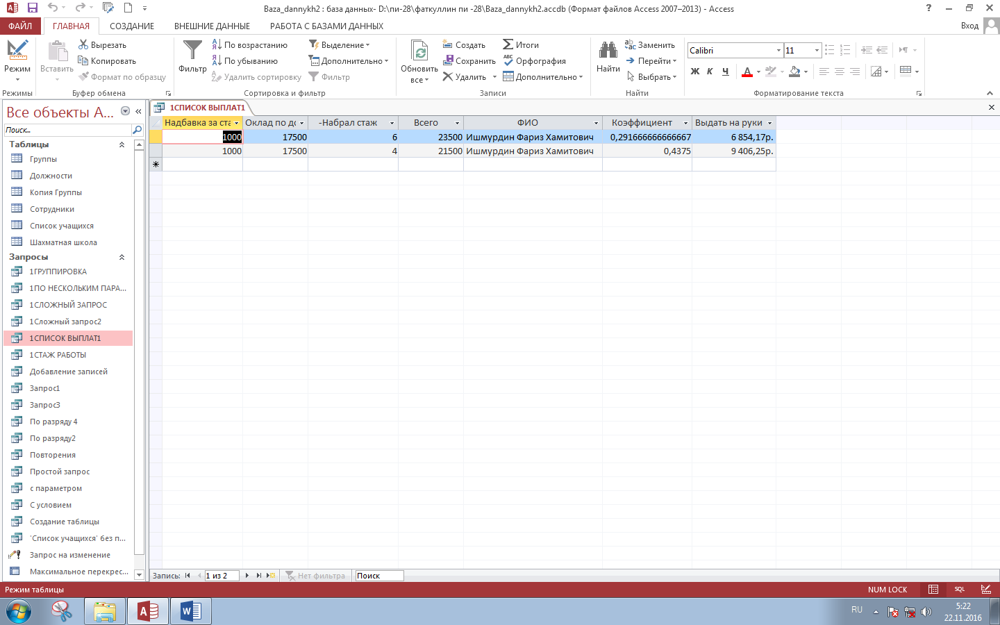 Baza_dannykh2 : база данных- D:\пи-28\фаткуллин пи -28\Baza_dannykh2.accdb (Формат файлов Access 2007–2013) - Access
ФАЙЛ ГЛАВНАЯ СОЗДАНИЕ ВНЕШНИЕ ДАННЫЕ РАБОТА С БАЗАМИ ДАННЫХ Вход
Режим
Вставить
Вырезать
Копировать
Формат по образцу
Фильтр
По возрастанию
По убыванию
Удалить сортировку
Выделение
Дополнительно
Фильтр
Обновить
все
Создать
Сохранить
Удалить
Итоги
Орфография
Дополнительно
Найти
Заменить
Перейти
Выбрать
Calibri 11
Ж К Ч
Режимы Буфер обмена Сортировка и фильтр Записи Найти Форматирование текста
Все объекты A...
Поиск...
Таблицы
Группы
Должности
Копия Группы
Сотрудники
Список учащихся
Шахматная школа
Запросы
1ГРУППИРОВКА
1ПО НЕСКОЛЬКИМ ПАРА...
1СЛОЖНЫЙ ЗАПРОС
1Сложный запрос2
1СПИСОК ВЫПЛАТ1
1СТАЖ РАБОТЫ
Добавление записей
Запрос1
Запрос3
По разряду 4
По разряду2
Повторения
Простой запрос
с параметром
С условием
Создание таблицы
'Список учащихся' без п...
Запрос на изменение
Максимальное перекрес...
1СПИСОК ВЫПЛАТ1
Надбавка за ста Оклад по до -Набрал стаж Всего ФИО Коэффициент Выдать на руки
1000 17500 6 23500 Ишмурдин Фариз Хамитович 0,291666666666667 6 854,17р.
1000 17500 4 21500 Ишмурдин Фариз Хамитович 0,4375 9 406,25р.
Запись: 1 из 2 Нет фильтра Поиск
Режим таблицы NUM LOCK SQL
RU 5:22
22.11.2016